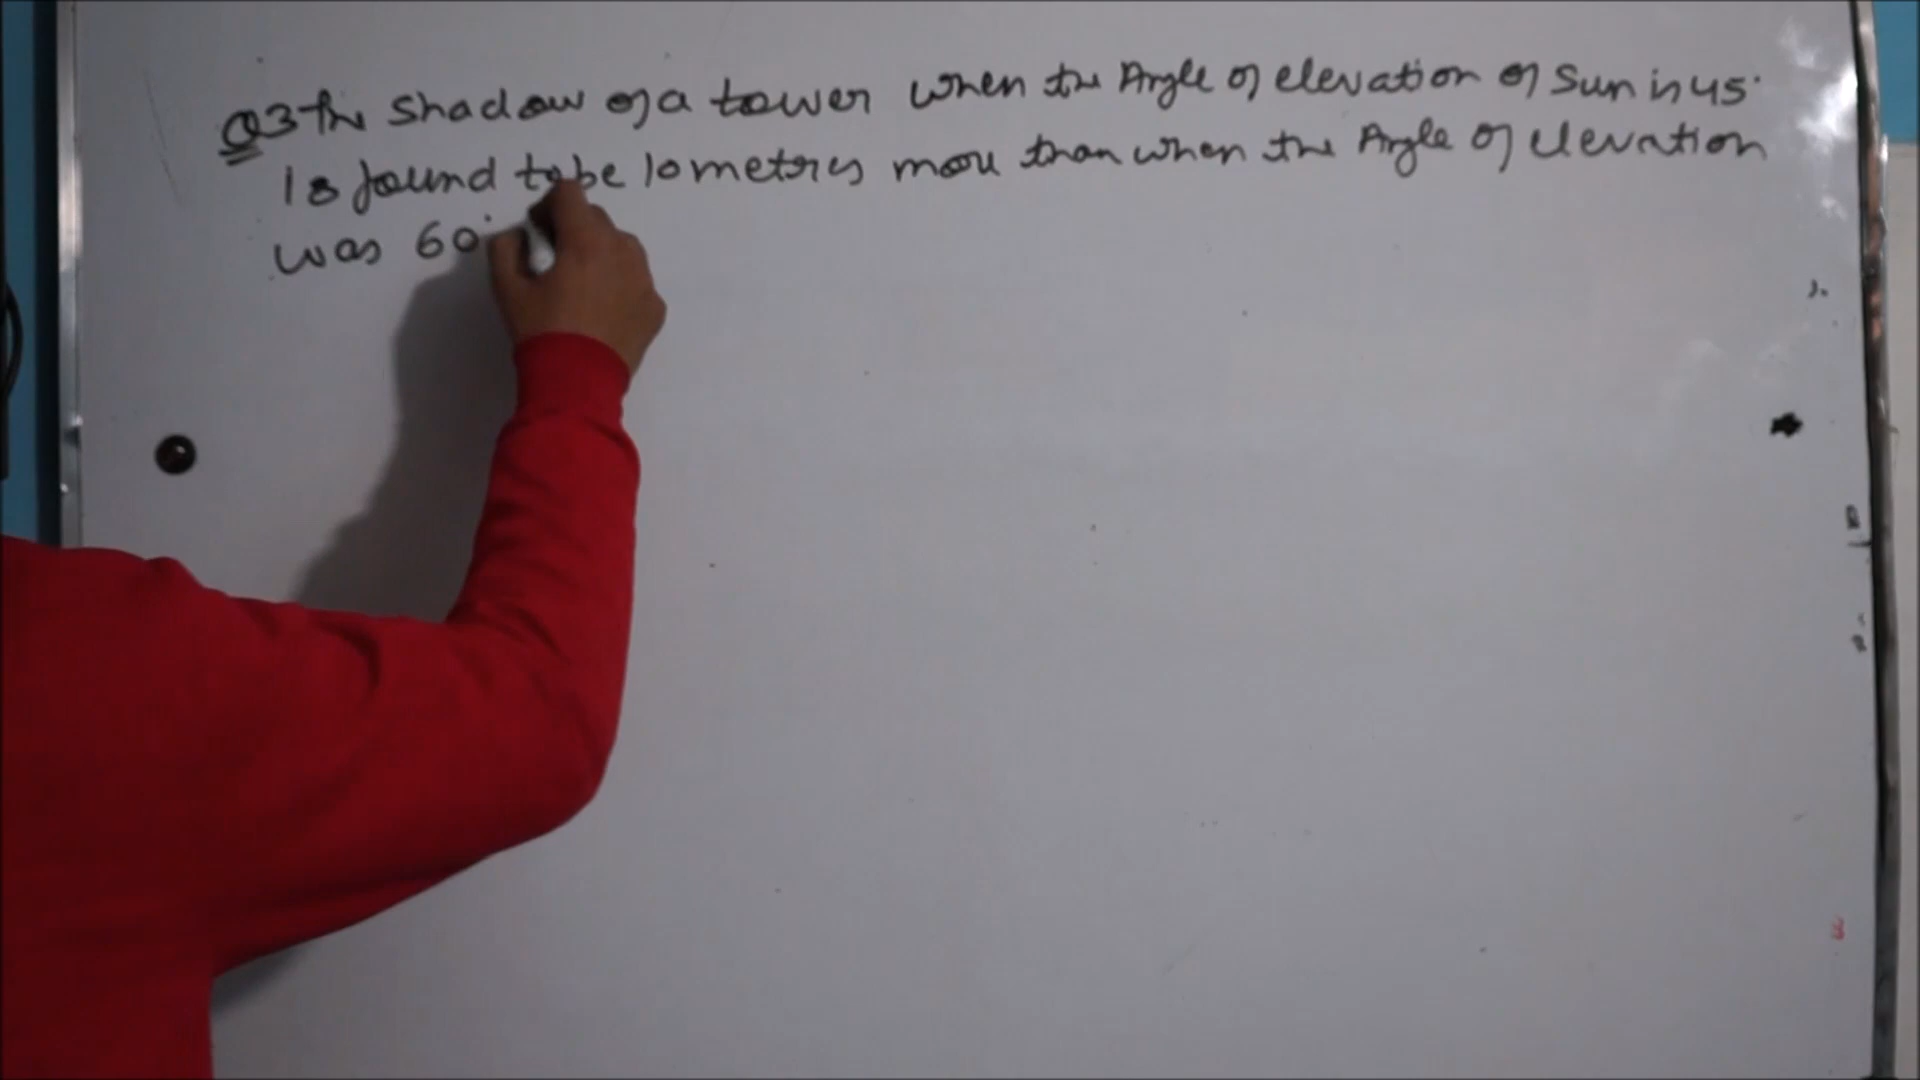 Q3 The Shadow of a tower when the Angle of elevation of Sun is 45°
Is found to be 10 metres more than when the Angle of elevation
was 60°